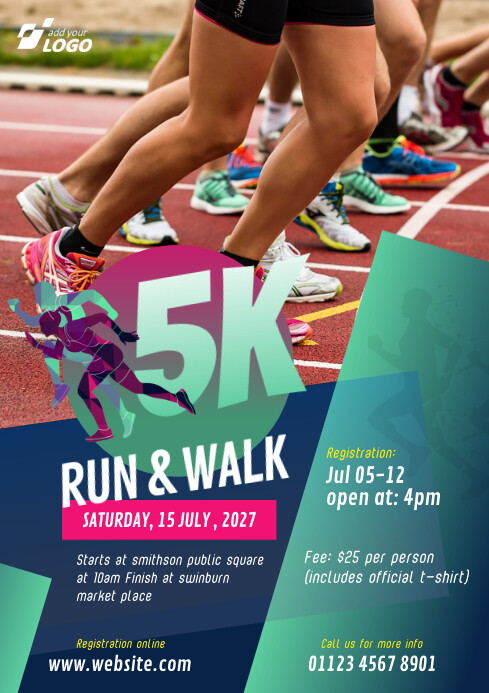 add your
LOGO
5K
RUN & WALK
SATURDAY, 15 JULY , 2027
Starts at smithson public square
at 10am Finish at swinburn
market place
Registration:
Jul 05-12
open at: 4pm
Fee: $25 per person
(includes official t-shirt)
Registration online
www.website.com
Call us for more info
01123 4567 8901